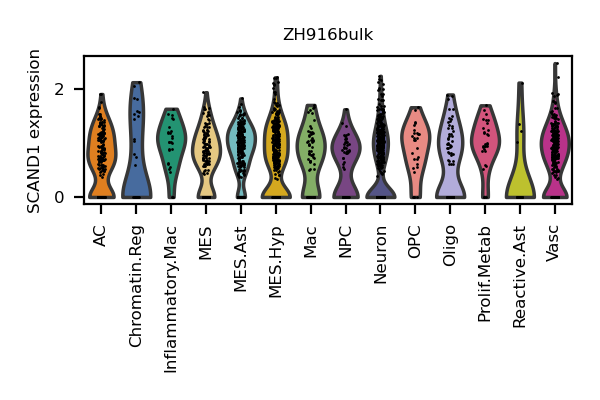 ZH916bulk
SCAND1 expression
2
0
AC
Chromatin.Reg
Inflammatory.Mac
MES
MES.Ast
MES.Hyp
Mac
NPC
Neuron
OPC
Oligo
Prolif.Metab
Reactive.Ast
Vasc